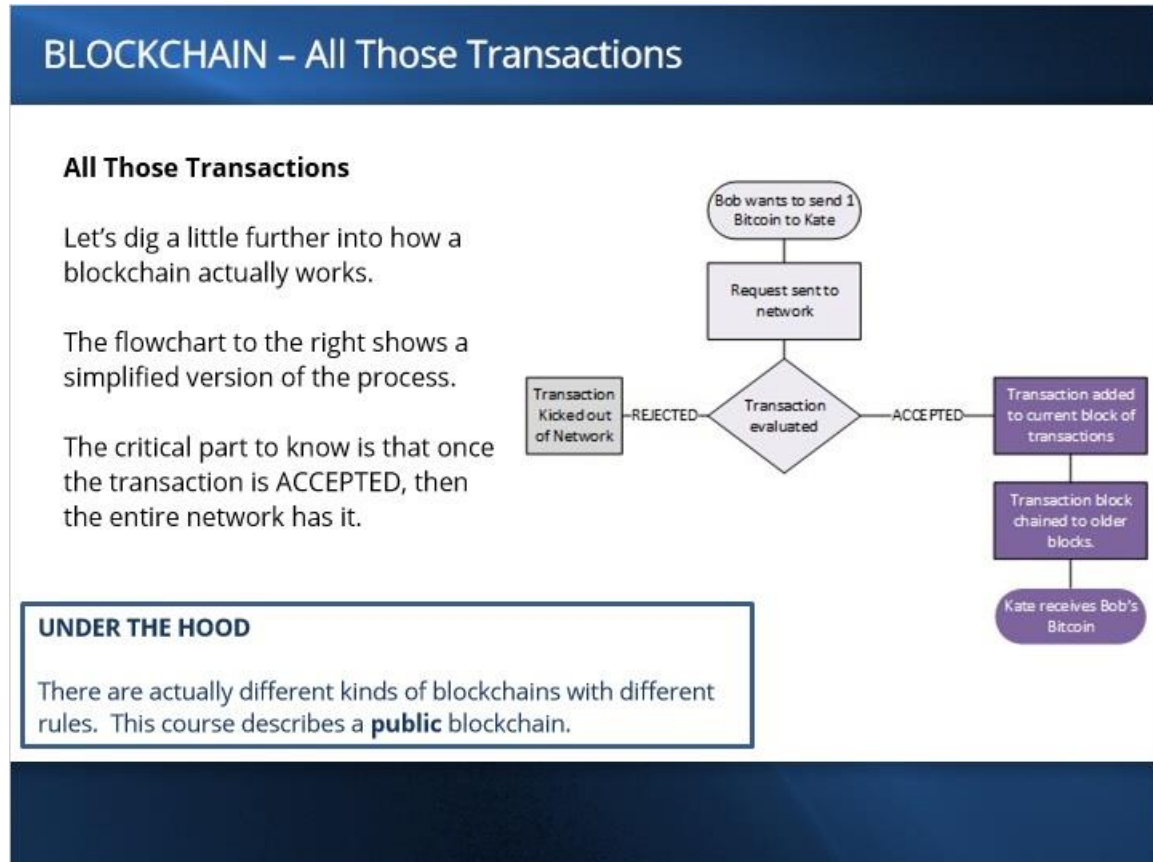 BLOCKCHAIN – All Those Transactions
All Those Transactions
Let's dig a little further into how a
blockchain actually works.
The flowchart to the right shows a
simplified version of the process.
The critical part to know is that once
the transaction is ACCEPTED, then
the entire network has it.
Bob wants to send 1
Bitcoin to Kate
Request sent to
network
Transaction
evaluated
REJECTED
Transaction
Kicked out
of Network
ACCEPTED
Transaction added
to current block of
transactions
Transaction block
chained to older
blocks.
Kate receives Bob's
Bitcoin
UNDER THE HOOD
There are actually different kinds of blockchains with different
rules.  This course describes a public blockchain.